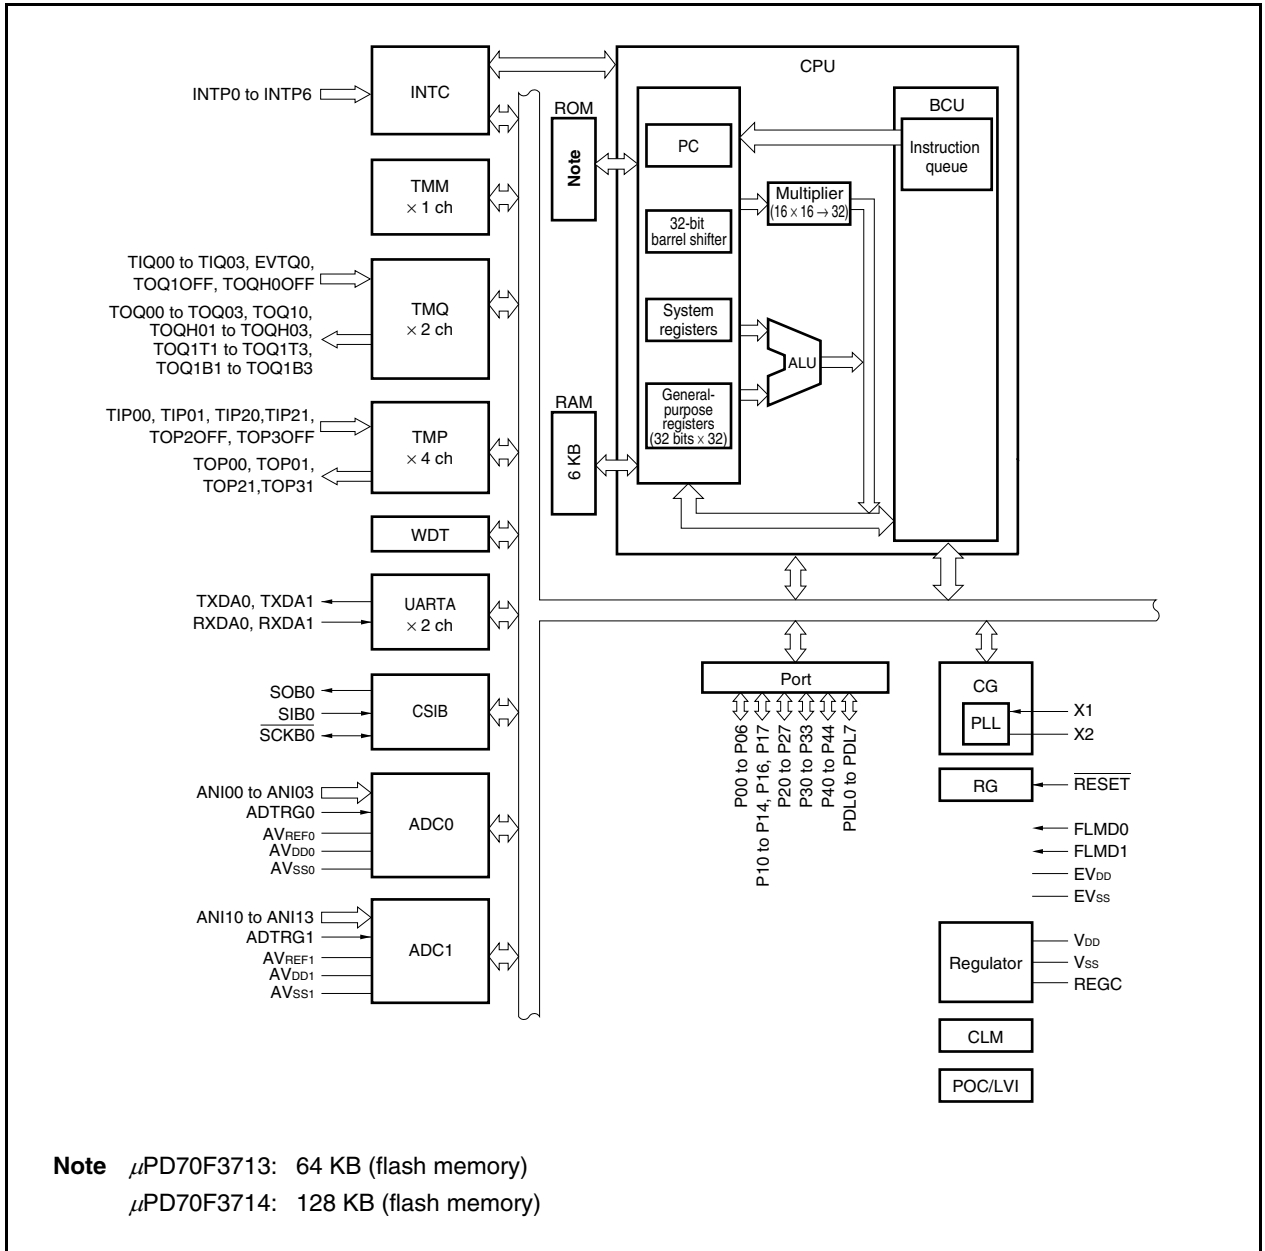 INTP0 to INTP6
INTC
TMM
× 1 ch
TIQ00 to TIQ03, EVTQ0,
TOQ1OFF, TOQH0OFF
TOQ00 to TOQ03, TOQ10,
TOQH01 to TOQH03,
TOQ1T1 to TOQ1T3,
TOQ1B1 to TOQ1B3
TMQ
× 2 ch
TIP00, TIP01, TIP20,TIP21,
TOP2OFF, TOP3OFF
TOP00, TOP01,
TOP21,TOP31
TMP
× 4 ch
WDT
TXDA0, TXDA1
RXDA0, RXDA1
UARTA
× 2 ch
SOB0
SIB0
SCKB0
CSIB
ANI00 to ANI03
ADTRG0
AVREF0
AVDD0
AVSS0
ADC0
ANI10 to ANI13
ADTRG1
AVREF1
AVDD1
AVSS1
ADC1
ROM
Note
RAM
6 KB
CPU
PC
32-bit
barrel shifter
System
registers
General-
purpose
registers
(32 bits × 32)
Multiplier
(16 × 16 → 32)
ALU
BCU
Instruction
queue
Port
P00 to P06
P10 to P14, P16, P17
P20 to P27
P30 to P33
P40 to P44
PDL0 to PDL7
CG
PLL
X1
X2
RG
RESET
FLMD0
FLMD1
EVDD
EVSS
Regulator
VDD
VSS
REGC
CLM
POC/LVI
Note μPD70F3713: 64 KB (flash memory)
μPD70F3714: 128 KB (flash memory)